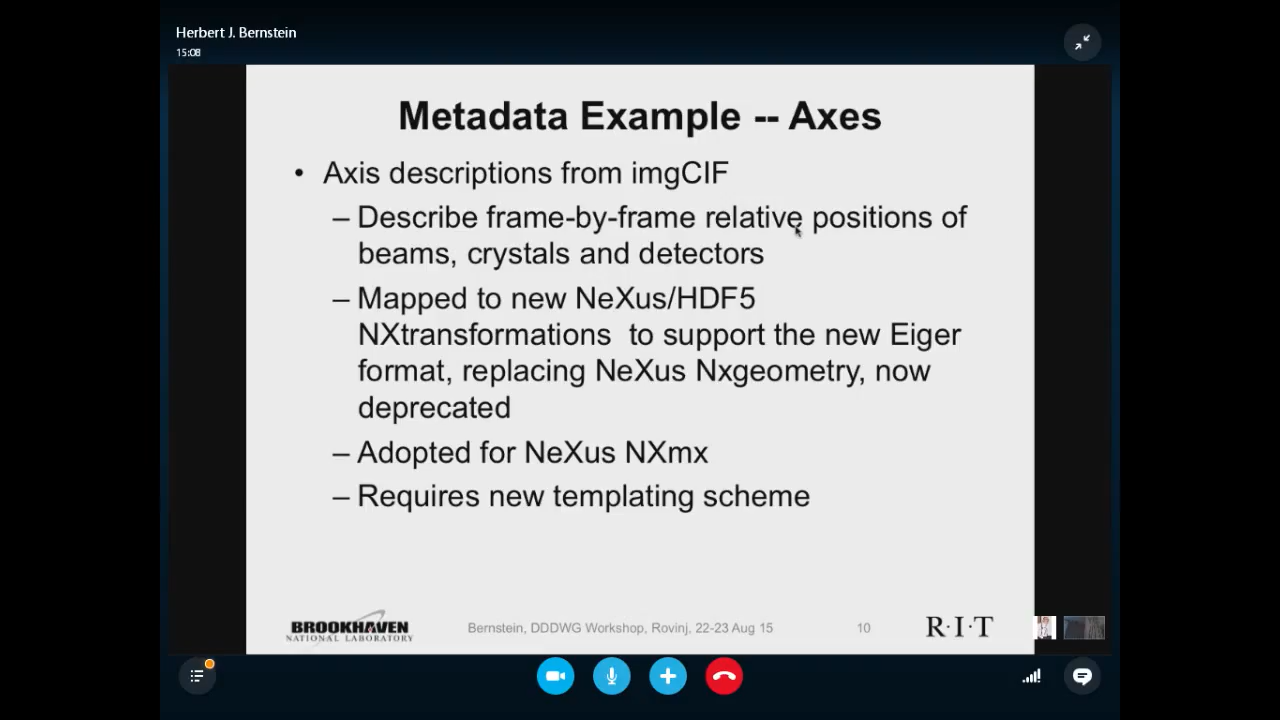 Herbert J. Bernstein
15:08
Metadata Example -- Axes
• Axis descriptions from imgCIF
– Describe frame-by-frame relative positions of
beams, crystals and detectors
– Mapped to new NeXus/HDF5
NXtransformations to support the new Eiger
format, replacing NeXus Nxgeometry, now
deprecated
– Adopted for NeXus NXmx
– Requires new templating scheme
BROOKHAVEN
NATIONAL LABORATORY
Bernstein, DDDWG Workshop, Rovinj, 22-23 Aug 15
10
R·I·T